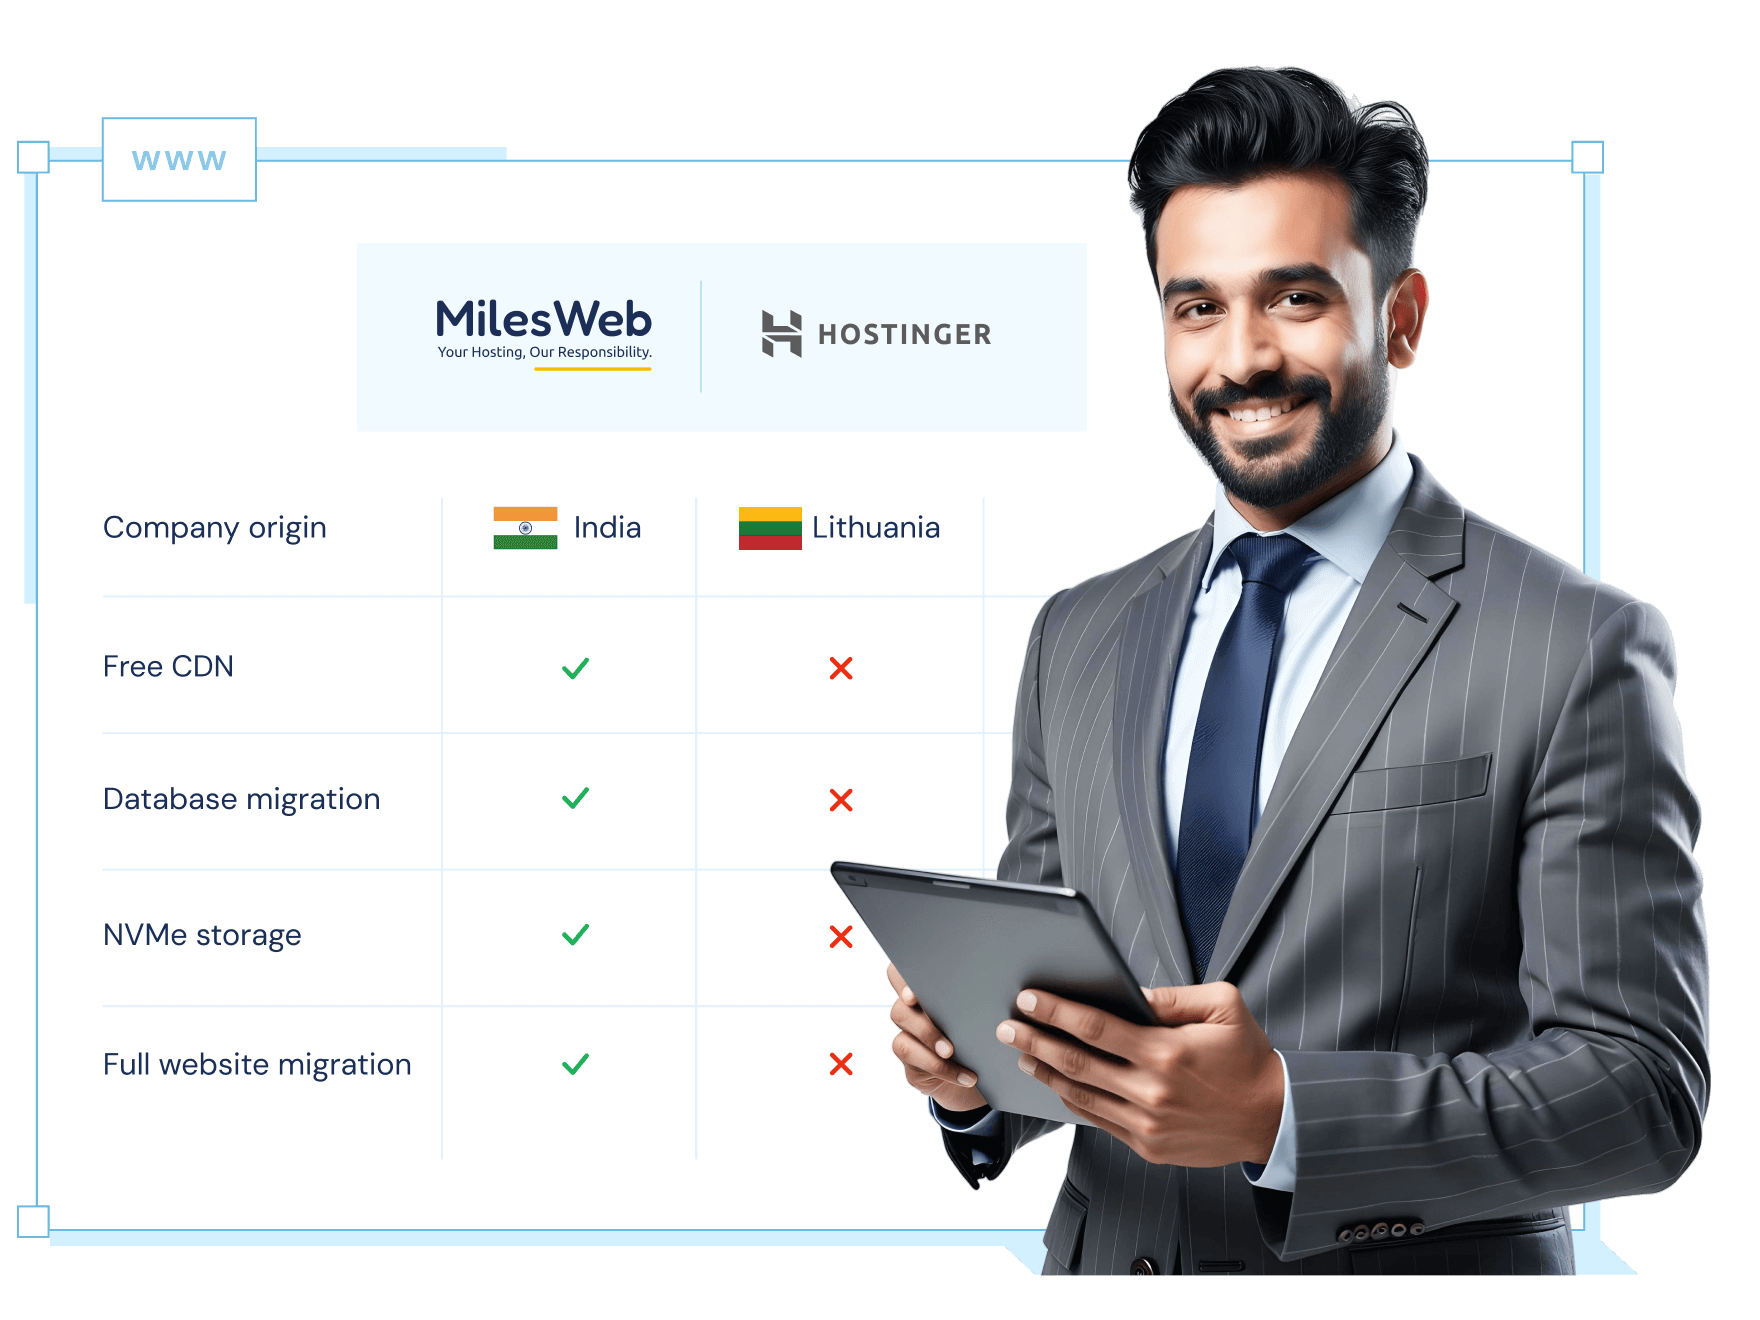 www
MilesWeb
Your Hosting, Our Responsibility.
HOSTINGER
Company origin India Lithuania
Free CDN
Database migration
NVMe storage
Full website migration